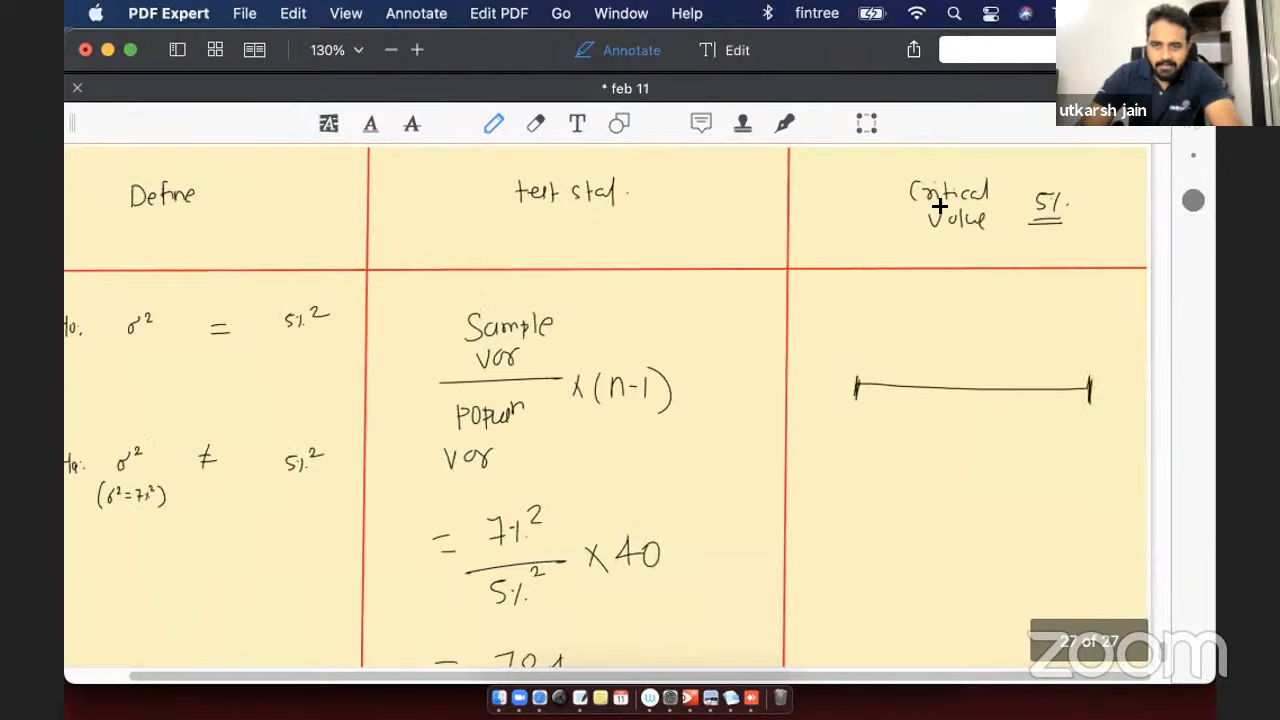 PDF Expert File Edit View Annotate Edit PDF Go Window Help fintree
130% Annotate T Edit
* feb 11
utkarsh jain
Define
test stat.
Critical
value 5%.
H0: σ² = 5%²
Sample
var
× (n-1)
Popun
var
Ha: σ² ≠ 5%²
(σ²=7%²)
= 7%² × 40
5%²
27 of 27
zoom